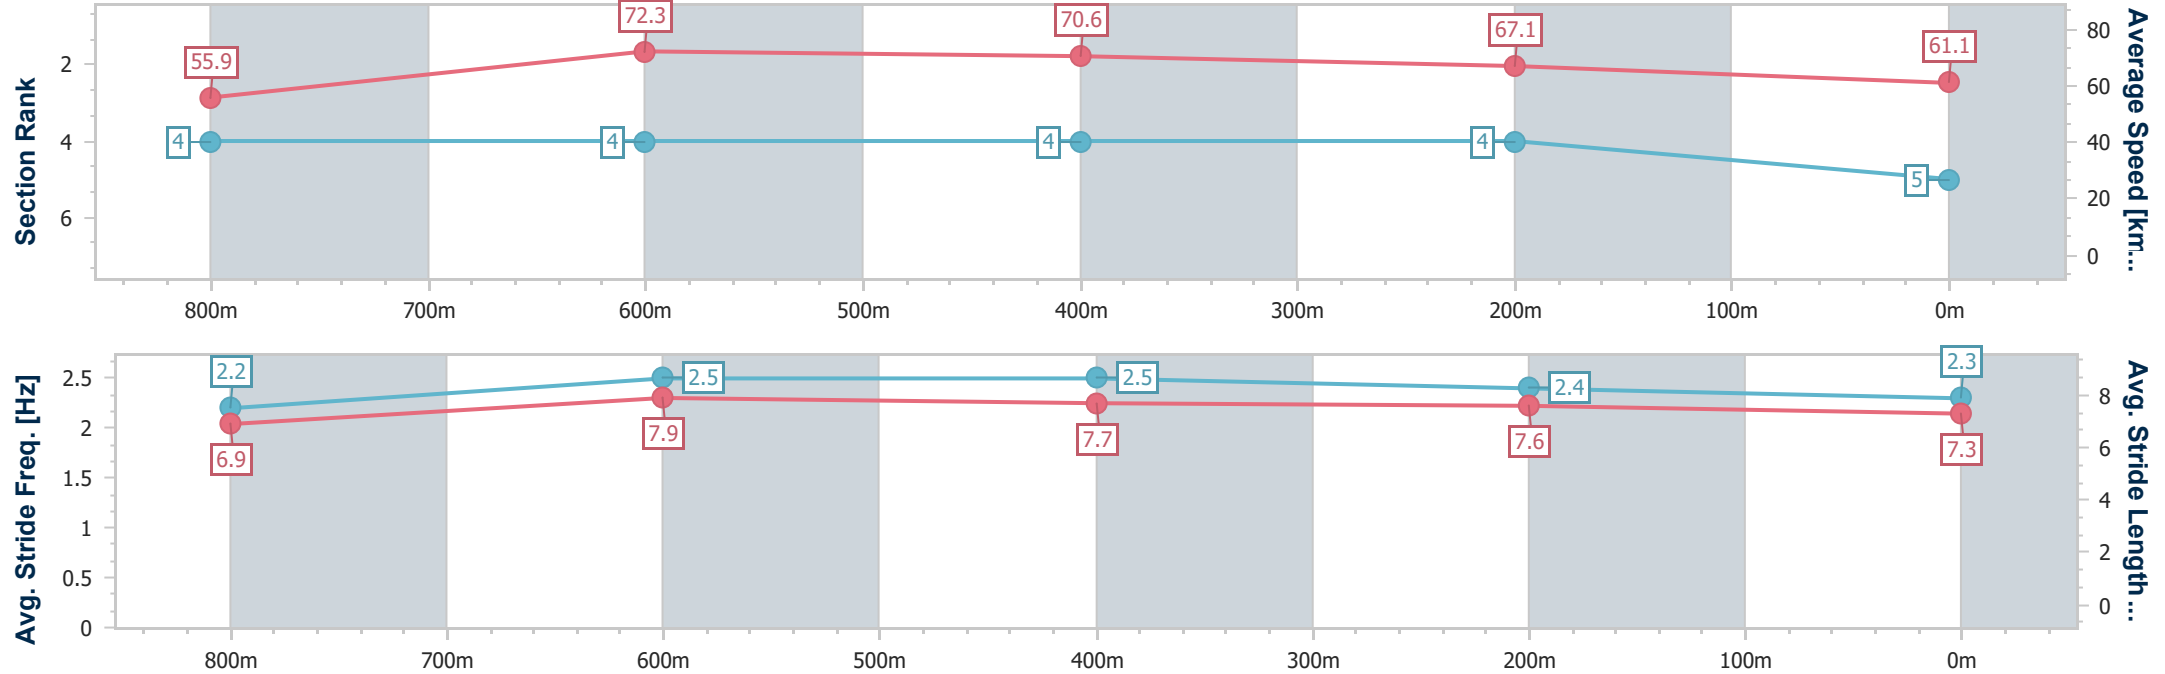 Section Rank
2
4
6
55.9
72.3
70.6
67.1
61.1
4
4
4
4
5
80
60
40
20
0
Average Speed [km...
800m
700m
600m
500m
400m
300m
200m
100m
0m
Avg. Stride Freq. [Hz]
2.5
2
1.5
1
0.5
0
2.2
2.5
2.5
2.4
2.3
6.9
7.9
7.7
7.6
7.3
8
6
4
2
0
Avg. Stride Length...
800m
700m
600m
500m
400m
300m
200m
100m
0m